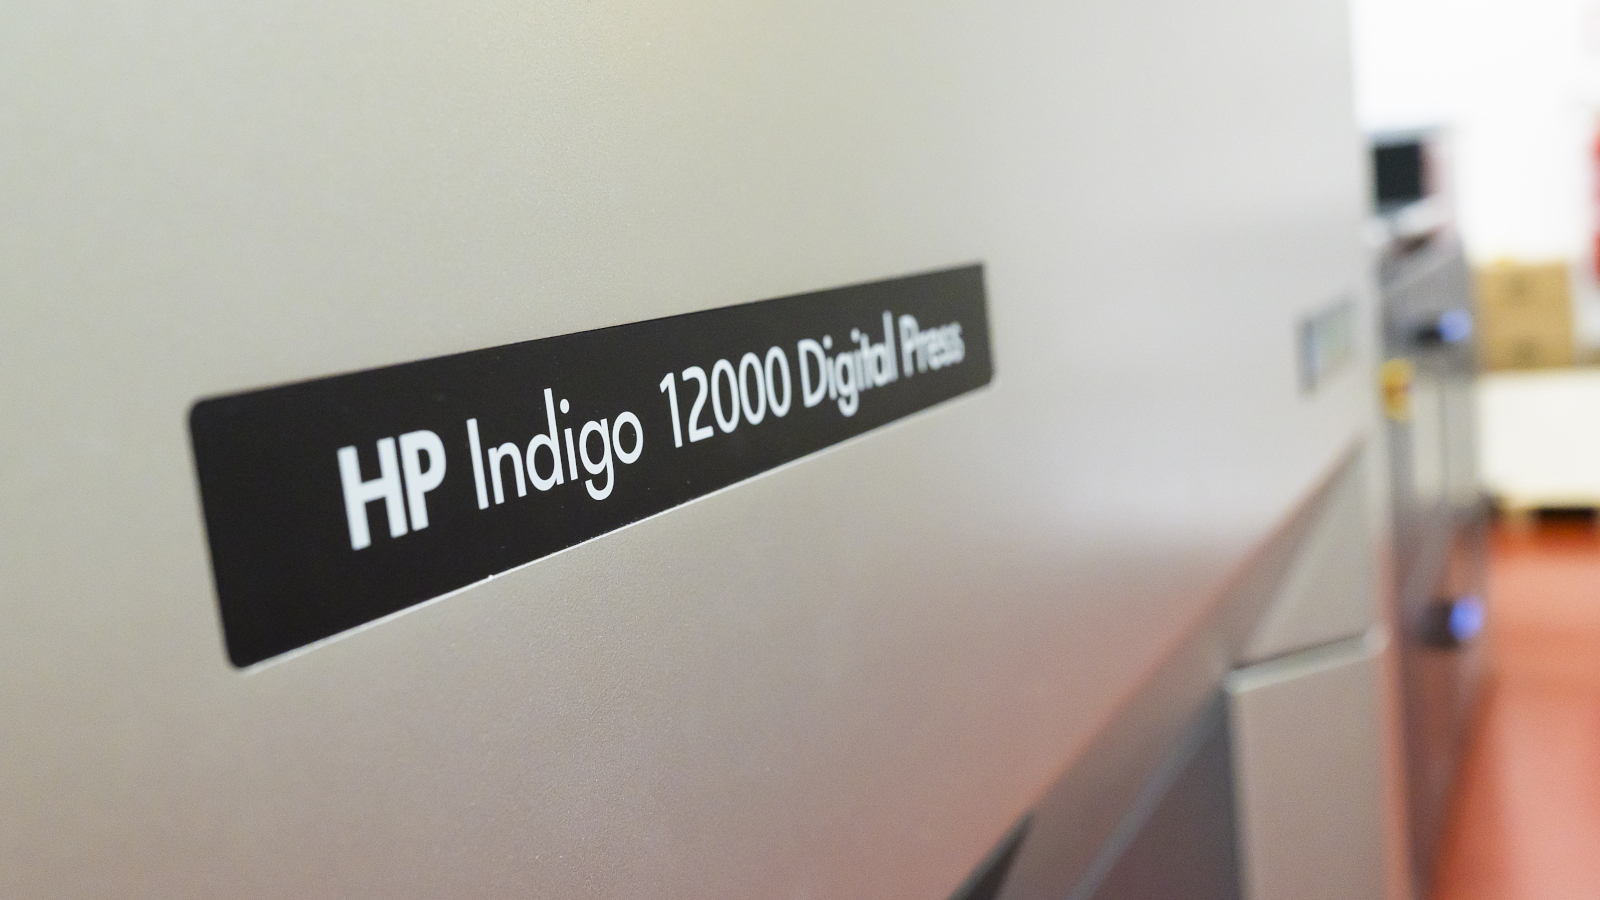 HP Indigo 12000 Digital Press